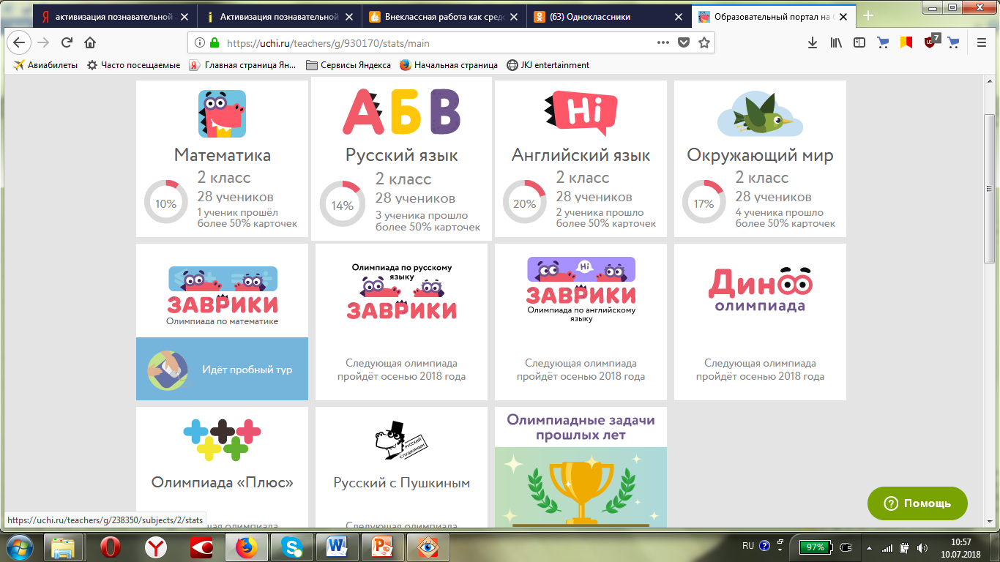 активизация познавательной
Активизация познавательной
Внеклассная работа как сред
(63) Одноклассники
Образовательный портал на б
https://uchi.ru/teachers/g/930170/stats/main
7
Авиабилеты
Часто посещаемые
Главная страница Ян...
Сервисы Яндекса
Начальная страница
JKJ entertainment
Математика
2 класс
28 учеников
10%
1 ученик прошёл
более 50% карточек
АБВ
Русский язык
2 класс
28 учеников
14%
3 ученика прошло
более 50% карточек
Hi
Английский язык
2 класс
28 учеников
20%
2 ученика прошло
более 50% карточек
Окружающий мир
2 класс
28 учеников
17%
4 ученика прошло
более 50% карточек
ЗАВРИКИ
Олимпиада по математике
Идёт пробный тур
Олимпиада по русскому
языку
ЗАВРИКИ
Следующая олимпиада
пройдёт осенью 2018 года
Hi
ЗАВРИКИ
Олимпиада по английскому
языку
Следующая олимпиада
пройдёт осенью 2018 года
Дино
олимпиада
Следующая олимпиада
пройдёт осенью 2018 года
Олимпиада «Плюс»
щая олимпиада
РУССКИЙ
С ПУШКИНЫМ
Русский с Пушкиным
Следующая олимпиада
Олимпиадные задачи
прошлых лет
Помощь
https://uchi.ru/teachers/g/238350/subjects/2/stats
RU
97%
10:57
10.07.2018